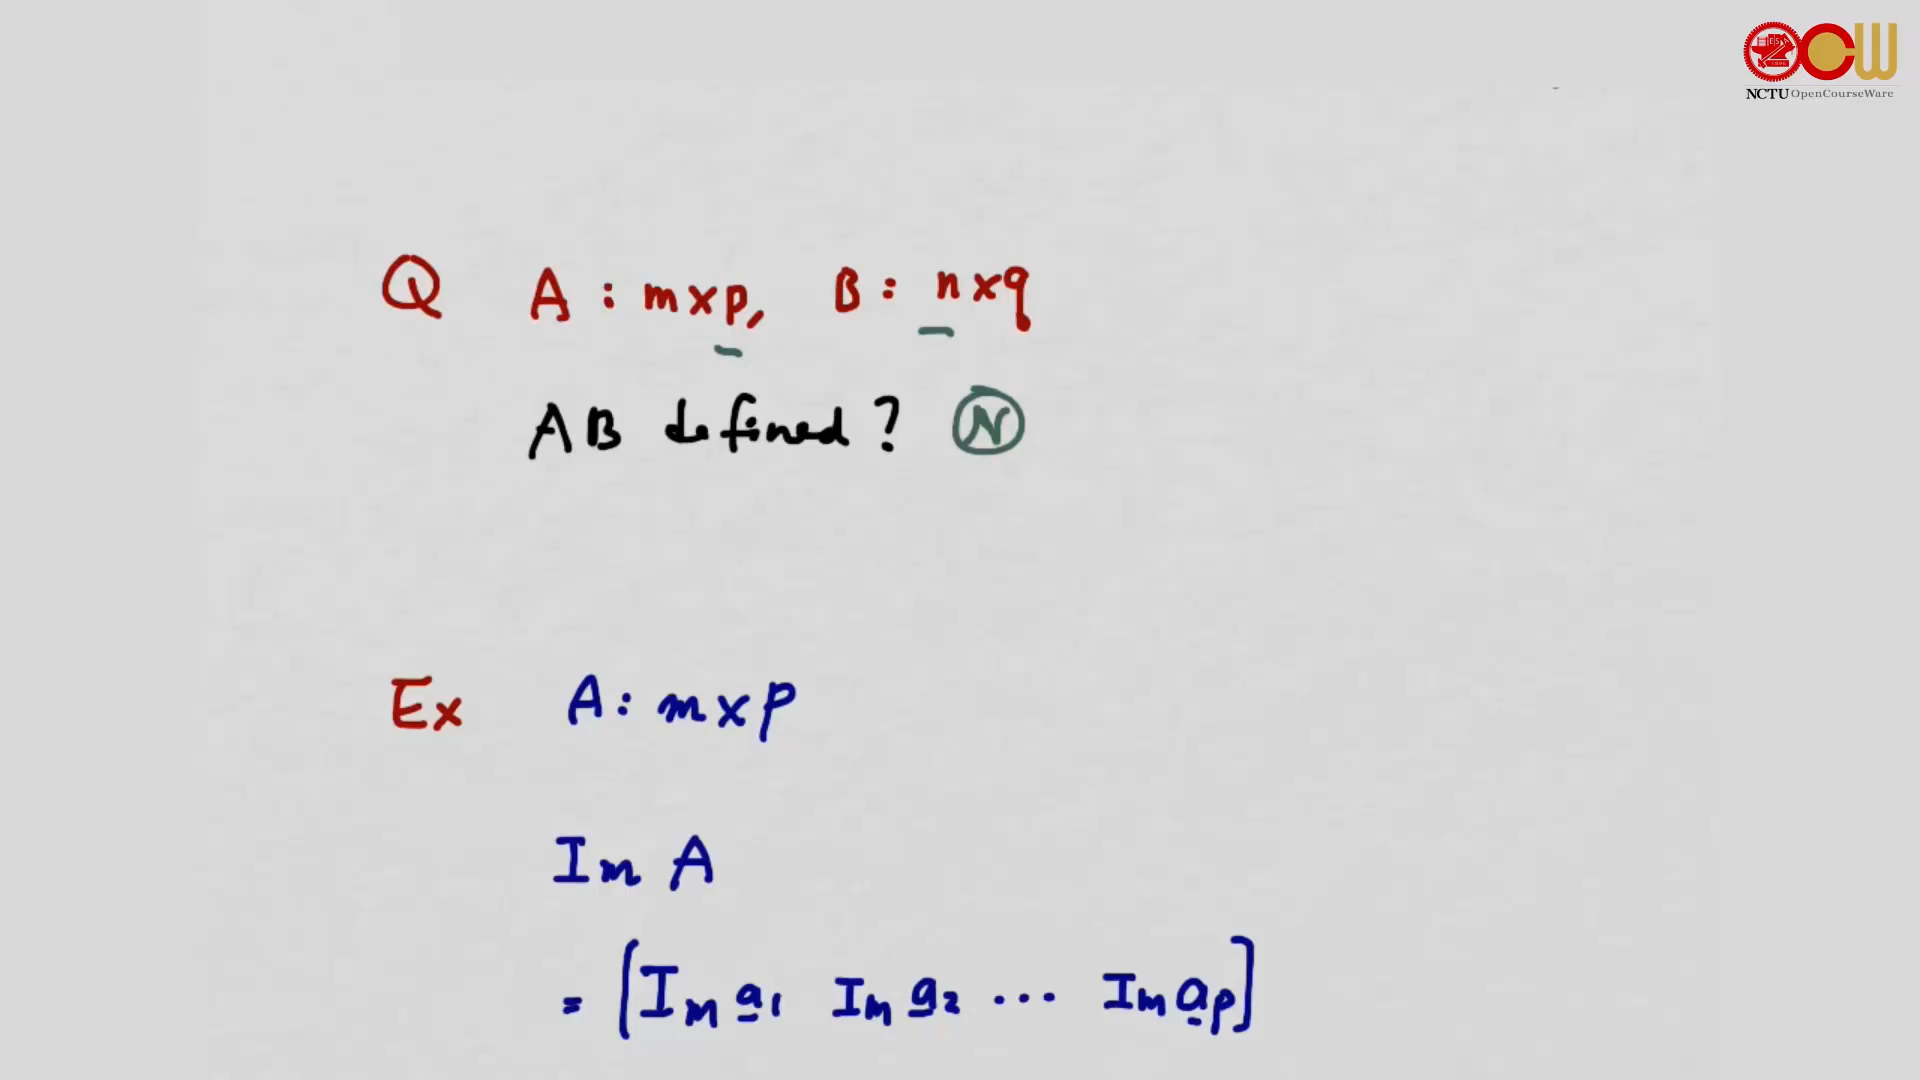 NCTU OpenCourseWare
Q A : m×p, B : n×q
AB defined? N
Ex A: m×p
Im A
= [Im a1 Im a2 ... Im ap]